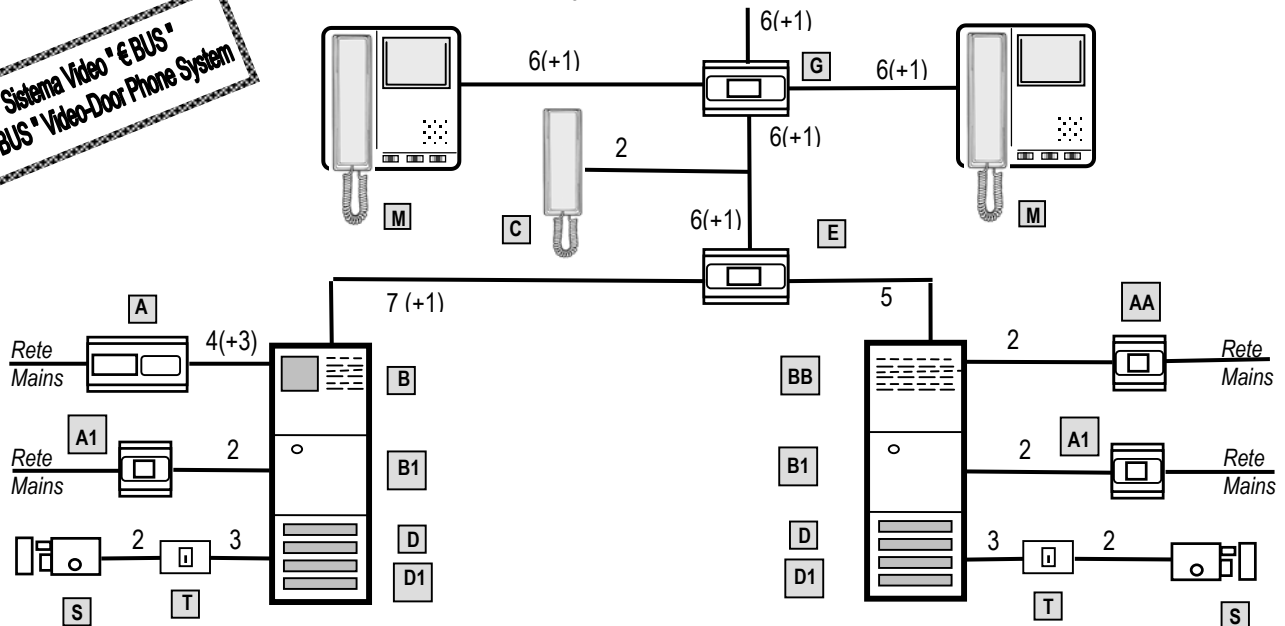 Sistema Video " € BUS "
BUS " Video-Door Phone System
6(+1)
6(+1)
G
6(+1)
6(+1)
2
M
C
6(+1)
E
M
7 (+1)
5
A
AA
4(+3)
2
Rete
Mains
Rete
Mains
B
BB
A1
2
2
A1
Rete
Mains
Rete
Mains
B1
B1
2
3
D
D
3
2
D1
D1
S
T
T
S